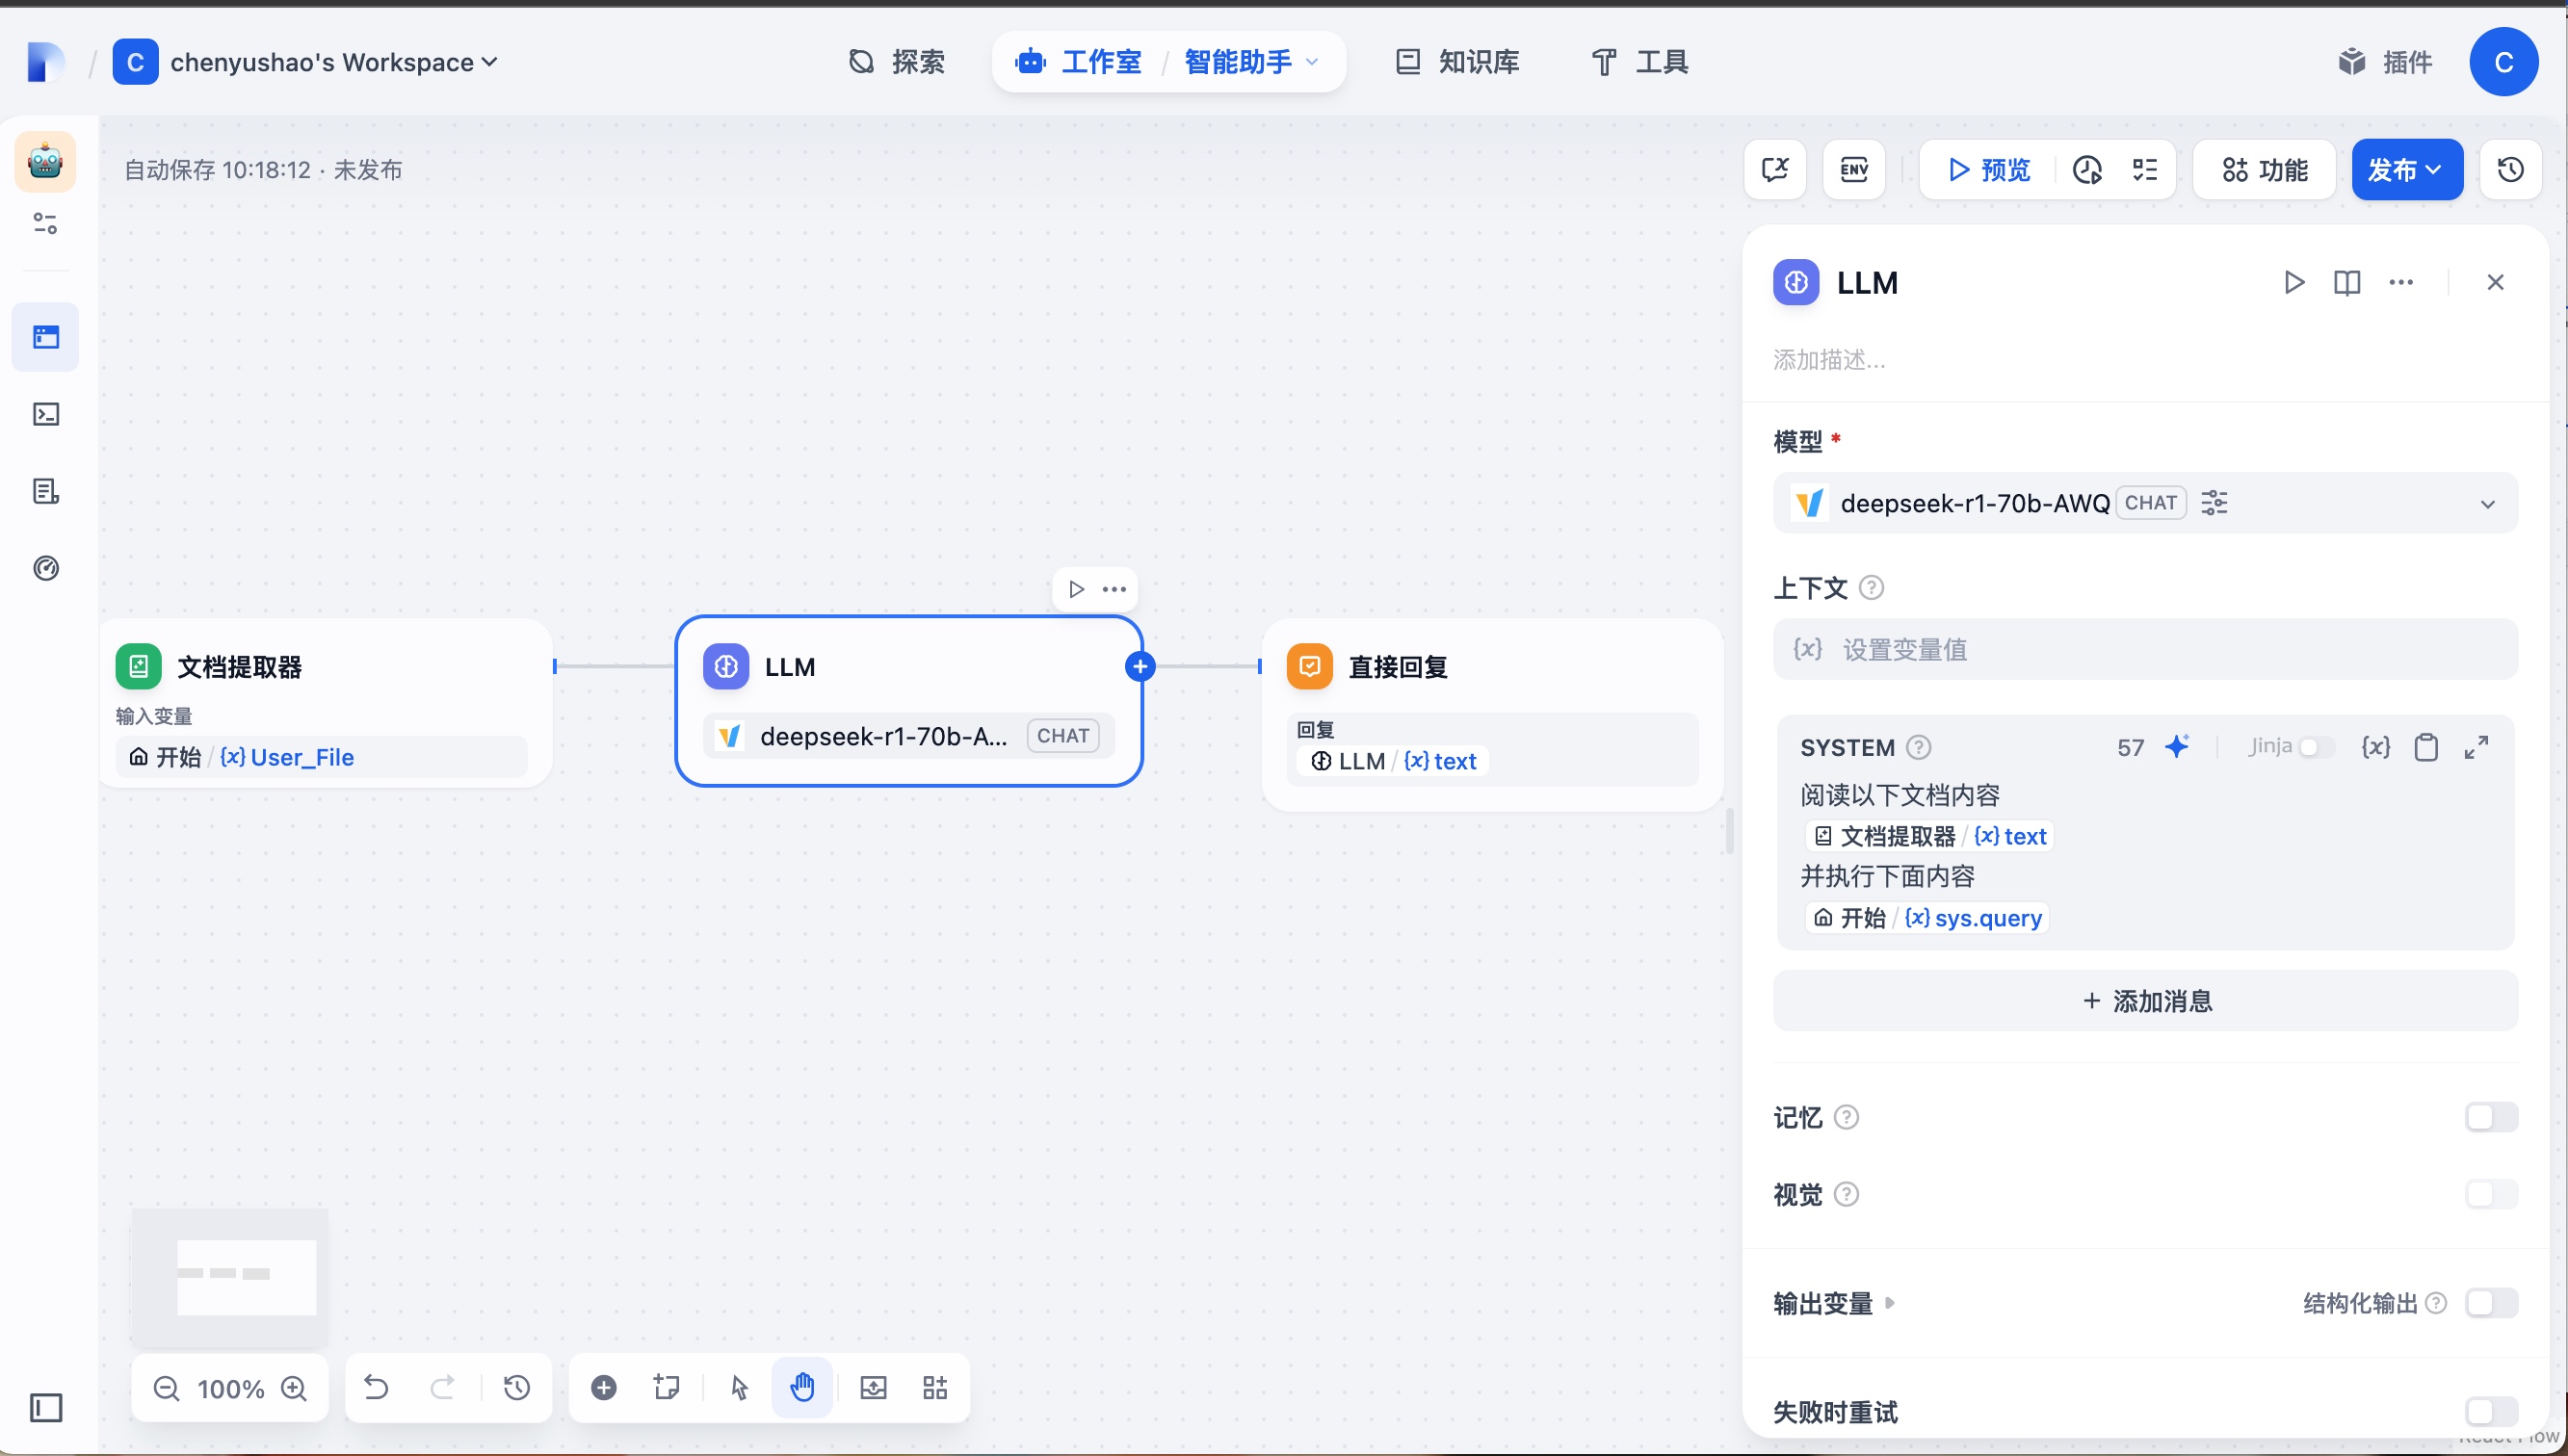 C chenyushao's Workspace
探索
工作室 / 智能助手
知识库
工具
插件
C
自动保存 10:18:12 · 未发布
ENV
预览
功能
发布
LLM
添加描述...
模型 *
deepseek-r1-70b-AWQ CHAT
上下文
{x} 设置变量值
SYSTEM 57 Jinja {x}
阅读以下文档内容
文档提取器 / {x} text
并执行下面内容
开始 / {x} sys.query
+ 添加消息
记忆
视觉
输出变量 结构化输出
失败时重试
文档提取器
输入变量
开始 / {x} User_File
LLM
deepseek-r1-70b-A... CHAT
直接回复
回复
LLM / {x} text
100%
React Flow